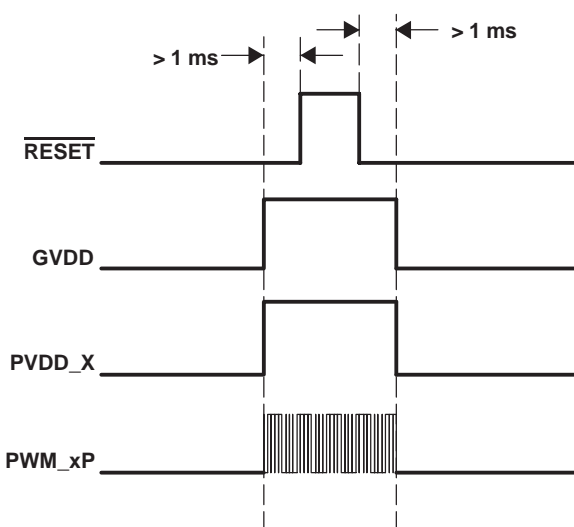 > 1 ms
> 1 ms
RESET
GVDD
PVDD_X
PWM_xP